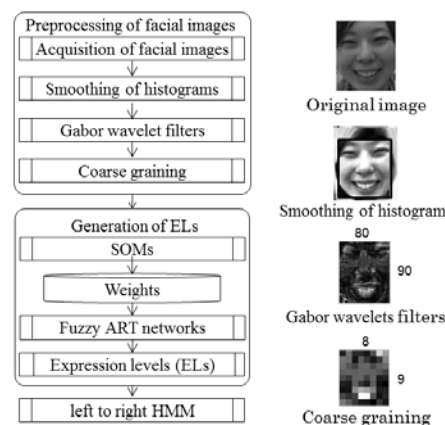 Preprocessing of facial images
Acquisition of facial images
Smoothing of histograms
Gabor wavelet filters
Coarse graining
Generation of ELs
SOMs
Weights
Fuzzy ART networks
Expression levels (ELs)
left to right HMM
Original image
Smoothing of histogram
80
90
Gabor wavelets filters
8
9
Coarse graining